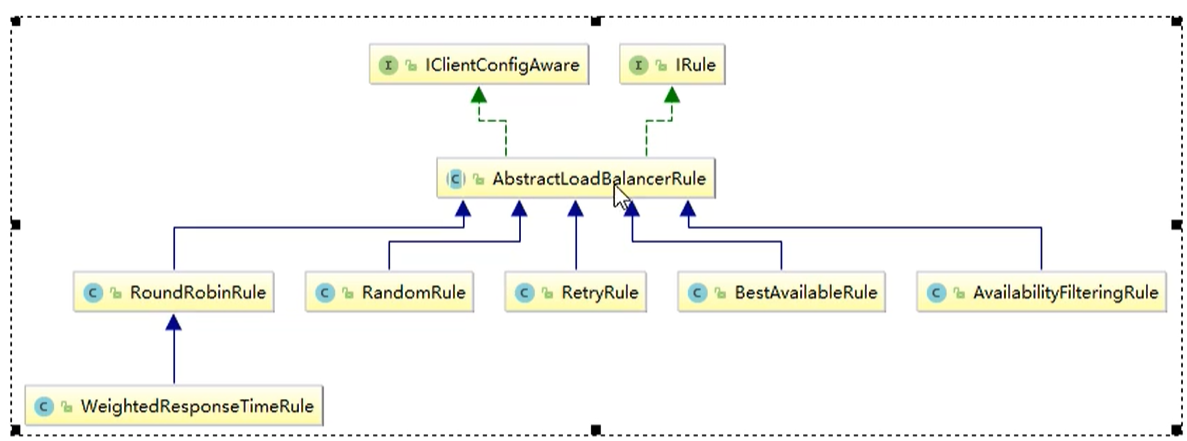 IClientConfigAware
IRule
AbstractLoadBalancerRule
RoundRobinRule
RandomRule
RetryRule
BestAvailableRule
AvailabilityFilteringRule
WeightedResponseTimeRule